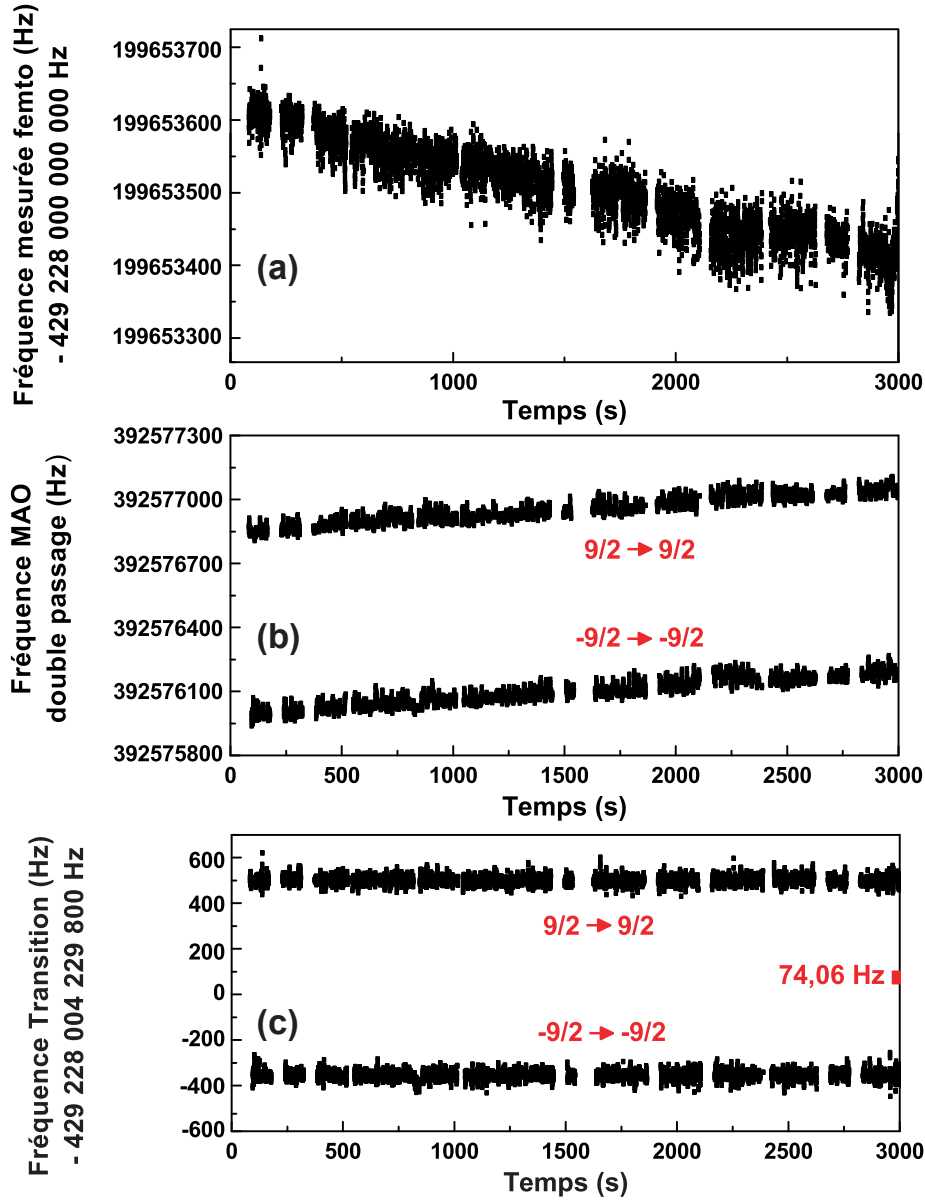 Fréquence mesurée femto (Hz)
- 429 228 000 000 000 Hz
199653700
199653600
199653500
199653400
199653300
(a)
0 1000 2000 3000
Temps (s)
Fréquence MAO
double passage (Hz)
392577300
392577000
392576700
392576400
392576100
392575800
9/2 → 9/2
(b)
-9/2 → -9/2
0 500 1000 1500 2000 2500 3000
Temps (s)
Fréquence Transition (Hz)
- 429 228 004 229 800 Hz
600
400
200
0
-200
-400
-600
9/2 → 9/2
74,06 Hz
(c)
-9/2 → -9/2
0 500 1000 1500 2000 2500 3000
Temps (s)